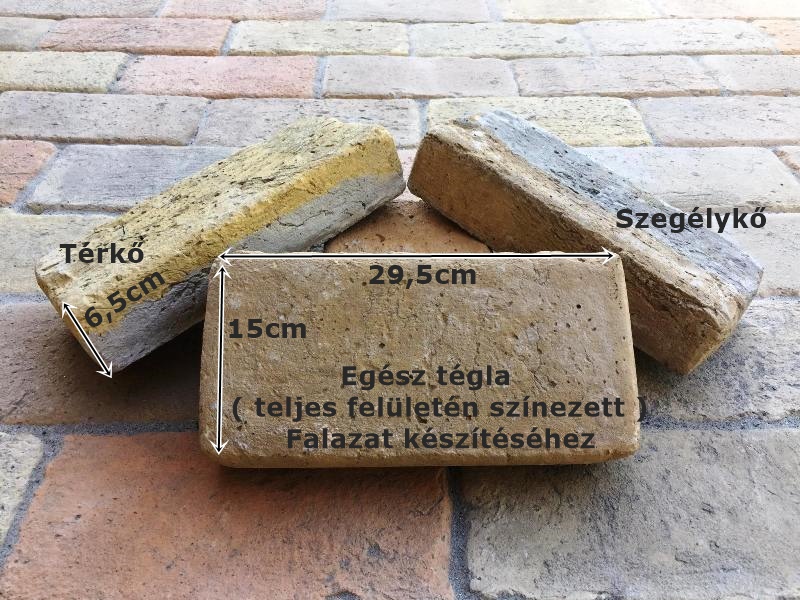 Térkő
Szegélykő
6,5cm
29,5cm
15cm
Egész tégla
( teljes felületén színezett )
Falazat készítéséhez